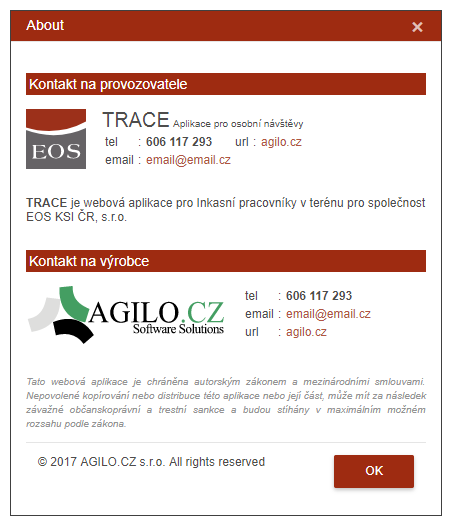 About ×
Kontakt na provozovatele
EOS
TRACE Aplikace pro osobní návštěvy
tel : 606 117 293 url : agilo.cz
email : email@email.cz
TRACE je webová aplikace pro Inkasní pracovníky v terénu pro společnost
EOS KSI ČR, s.r.o.
Kontakt na výrobce
AGILO.CZ
Software Solutions
tel : 606 117 293
email : email@email.cz
url : agilo.cz
Tato webová aplikace je chráněna autorským zákonem a mezinárodními smlouvami.
Nepovolené kopírování nebo distribuce této aplikace nebo její část, může mít za následek
závažné občanskoprávní a trestní sankce a budou stíhány v maximálním možném
rozsahu podle zákona.
© 2017 AGILO.CZ s.r.o. All rights reserved
OK